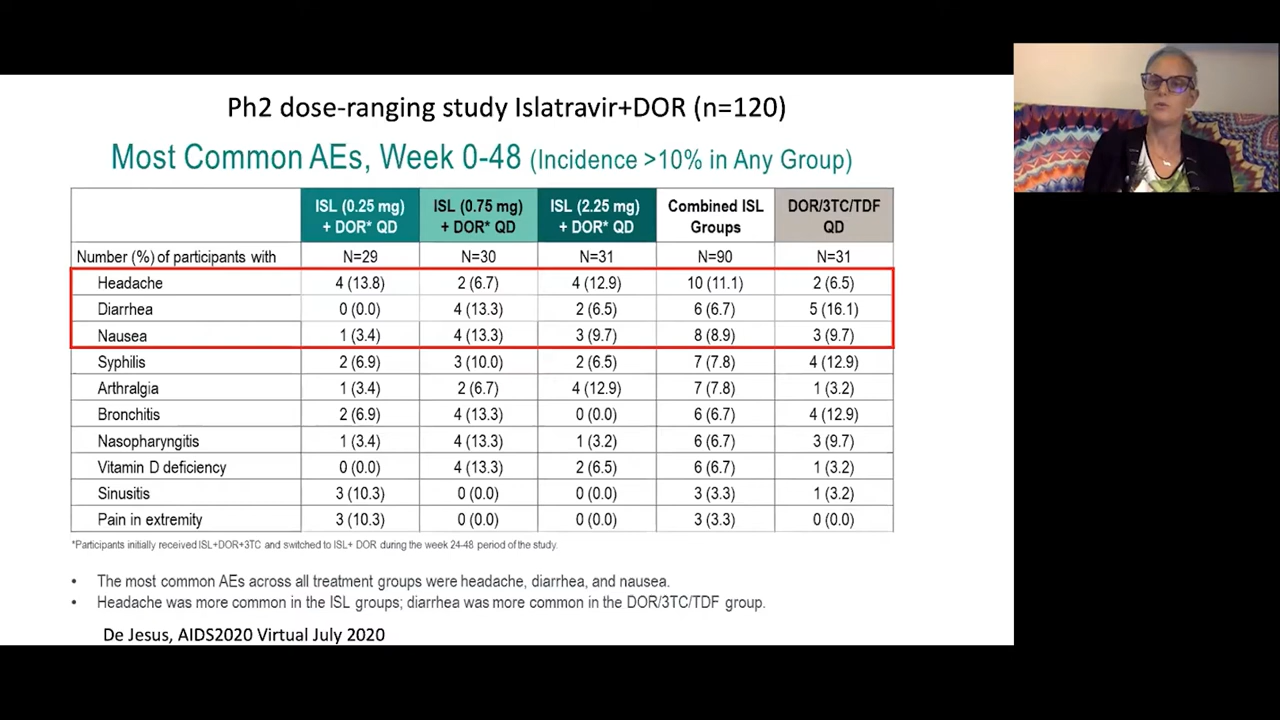 Ph2 dose-ranging study Islatravir+DOR (n=120)
Most Common AEs, Week 0-48 (Incidence >10% in Any Group)
ISL (0.25 mg) + DOR* QD ISL (0.75 mg) + DOR* QD ISL (2.25 mg) + DOR* QD Combined ISL Groups DOR/3TC/TDF QD
Number (%) of participants with N=29 N=30 N=31 N=90 N=31
Headache 4 (13.8) 2 (6.7) 4 (12.9) 10 (11.1) 2 (6.5)
Diarrhea 0 (0.0) 4 (13.3) 2 (6.5) 6 (6.7) 5 (16.1)
Nausea 1 (3.4) 4 (13.3) 3 (9.7) 8 (8.9) 3 (9.7)
Syphilis 2 (6.9) 3 (10.0) 2 (6.5) 7 (7.8) 4 (12.9)
Arthralgia 1 (3.4) 2 (6.7) 4 (12.9) 7 (7.8) 1 (3.2)
Bronchitis 2 (6.9) 4 (13.3) 0 (0.0) 6 (6.7) 4 (12.9)
Nasopharyngitis 1 (3.4) 4 (13.3) 1 (3.2) 6 (6.7) 3 (9.7)
Vitamin D deficiency 0 (0.0) 4 (13.3) 2 (6.5) 6 (6.7) 1 (3.2)
Sinusitis 3 (10.3) 0 (0.0) 0 (0.0) 3 (3.3) 1 (3.2)
Pain in extremity 3 (10.3) 0 (0.0) 0 (0.0) 3 (3.3) 0 (0.0)
*Participants initially received ISL+DOR+3TC and switched to ISL+ DOR during the week 24-48 period of the study.
• The most common AEs across all treatment groups were headache, diarrhea, and nausea.
• Headache was more common in the ISL groups; diarrhea was more common in the DOR/3TC/TDF group.
De Jesus, AIDS2020 Virtual July 2020